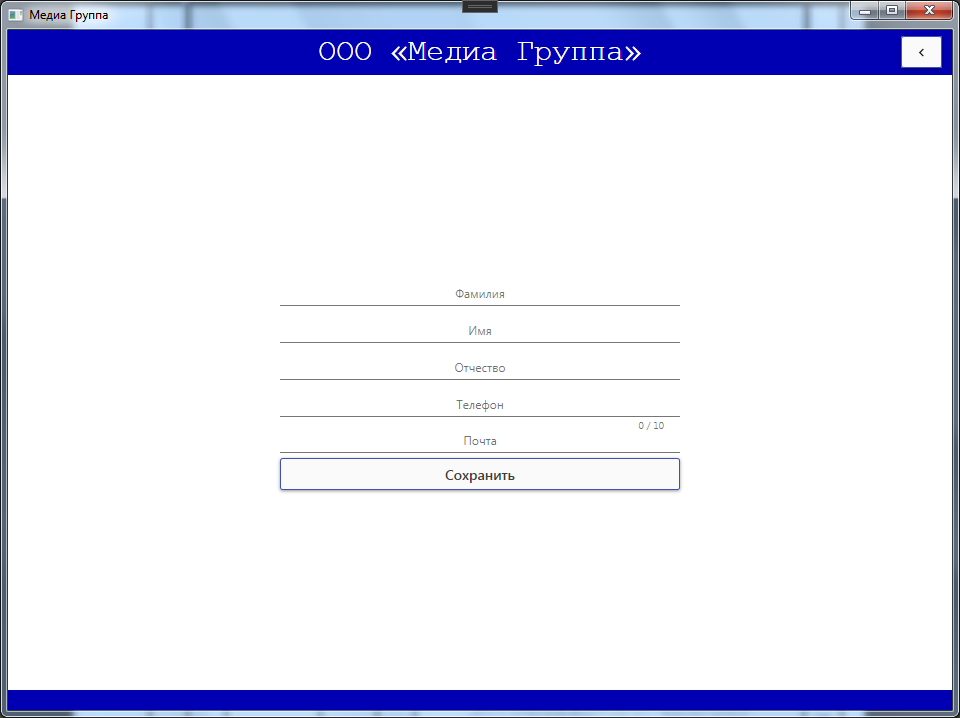 Медиа Группа
ООО «Медиа Группа»
Фамилия
Имя
Отчество
Телефон
0 / 10
Почта
Сохранить